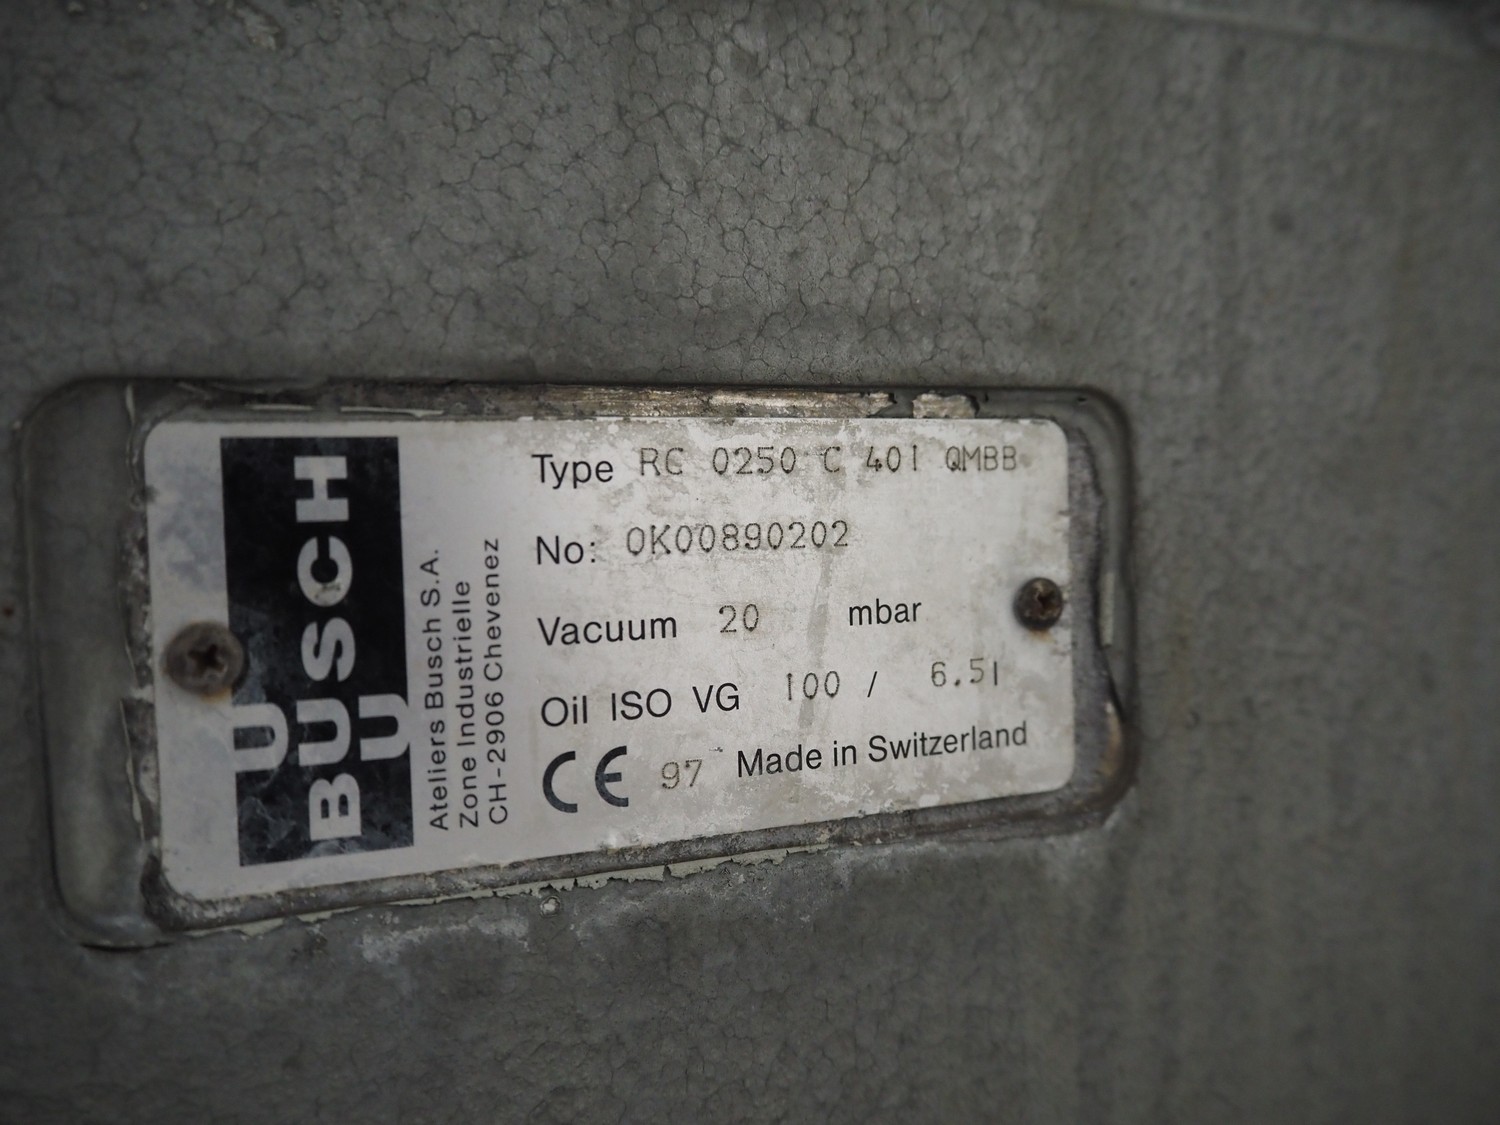 U
BUSCH
U
Ateliers Busch S.A.
Zone Industrielle
CH-2906 Chevenez
Type RC 0250 C 401 QMBB
No: 0K00890202
Vacuum 20 mbar
Oil ISO VG 100 / 6.5l
CE 97 Made in Switzerland